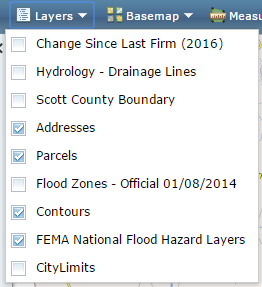 Layers Basemap
Change Since Last Firm (2016)
Hydrology - Drainage Lines
Scott County Boundary
Addresses
Parcels
Flood Zones - Official 01/08/2014
Contours
FEMA National Flood Hazard Layers
CityLimits